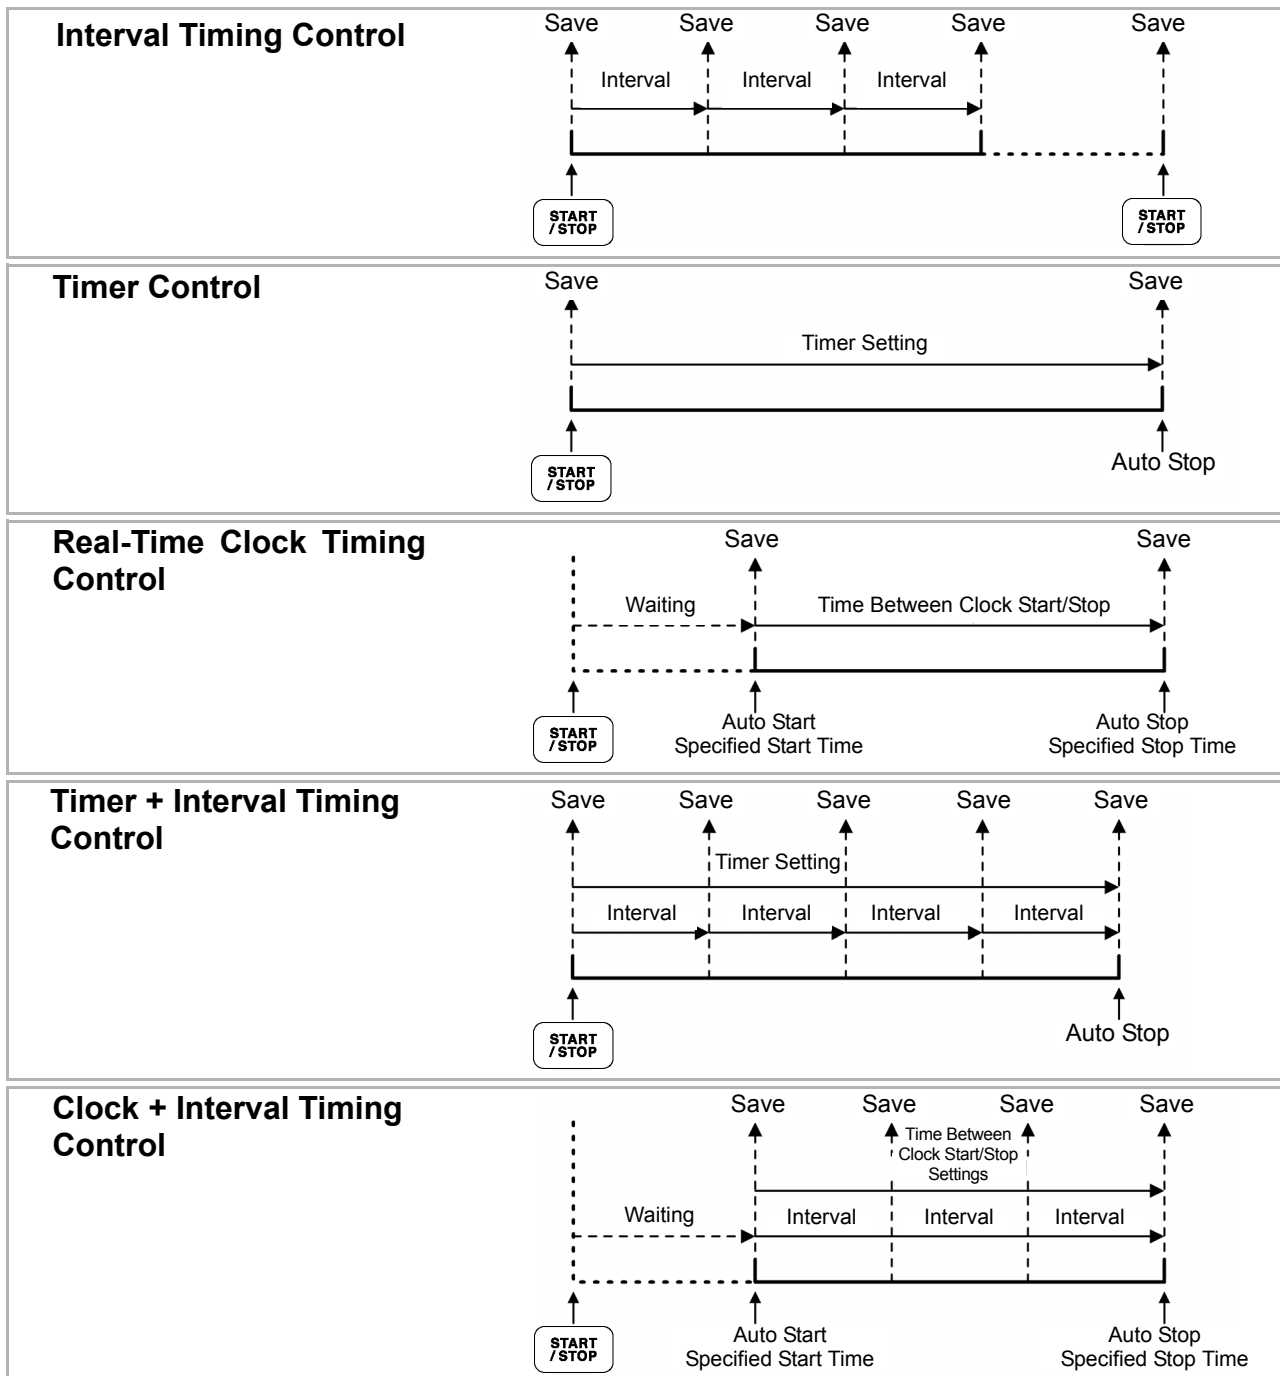 Interval Timing Control
Save Save Save Save Save
Interval Interval Interval
START
/STOP
START
/STOP
Timer Control
Save Save
Timer Setting
START
/STOP
Auto Stop
Real-Time Clock Timing
Control
Save Save
Waiting Time Between Clock Start/Stop
START
/STOP
Auto Start
Specified Start Time
Auto Stop
Specified Stop Time
Timer + Interval Timing
Control
Save Save Save Save Save
Timer Setting
Interval Interval Interval Interval
START
/STOP
Auto Stop
Clock + Interval Timing
Control
Save Save Save Save
Time Between
Clock Start/Stop
Settings
Waiting Interval Interval Interval
START
/STOP
Auto Start
Specified Start Time
Auto Stop
Specified Stop Time